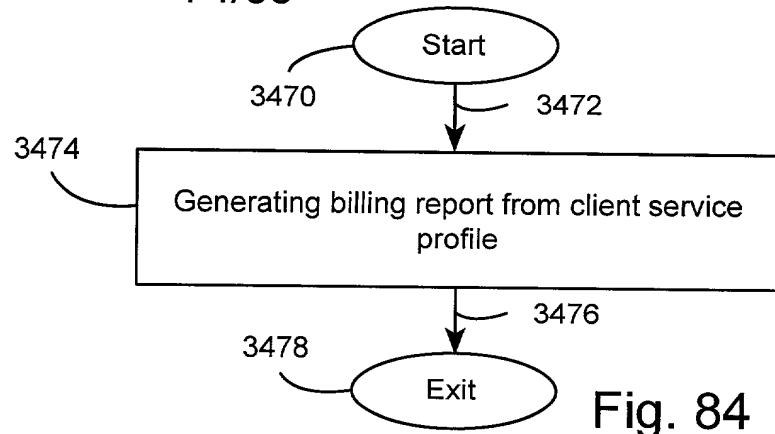 Start
3470
3472
3474
Generating billing report from client service
profile
3476
3478
Exit
Fig. 84